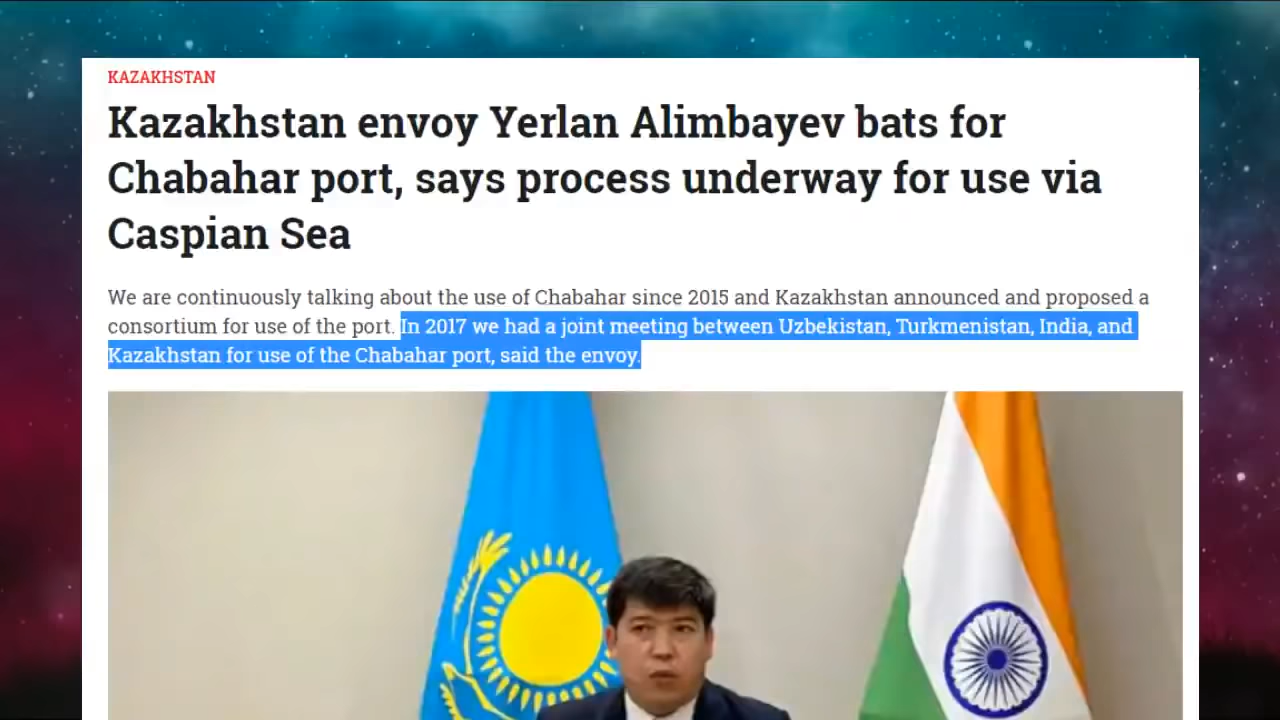 KAZAKHSTAN
Kazakhstan envoy Yerlan Alimbayev bats for
Chabahar port, says process underway for use via
Caspian Sea
We are continuously talking about the use of Chabahar since 2015 and Kazakhstan announced and proposed a
consortium for use of the port. In 2017 we had a joint meeting between Uzbekistan, Turkmenistan, India, and
Kazakhstan for use of the Chabahar port, said the envoy.